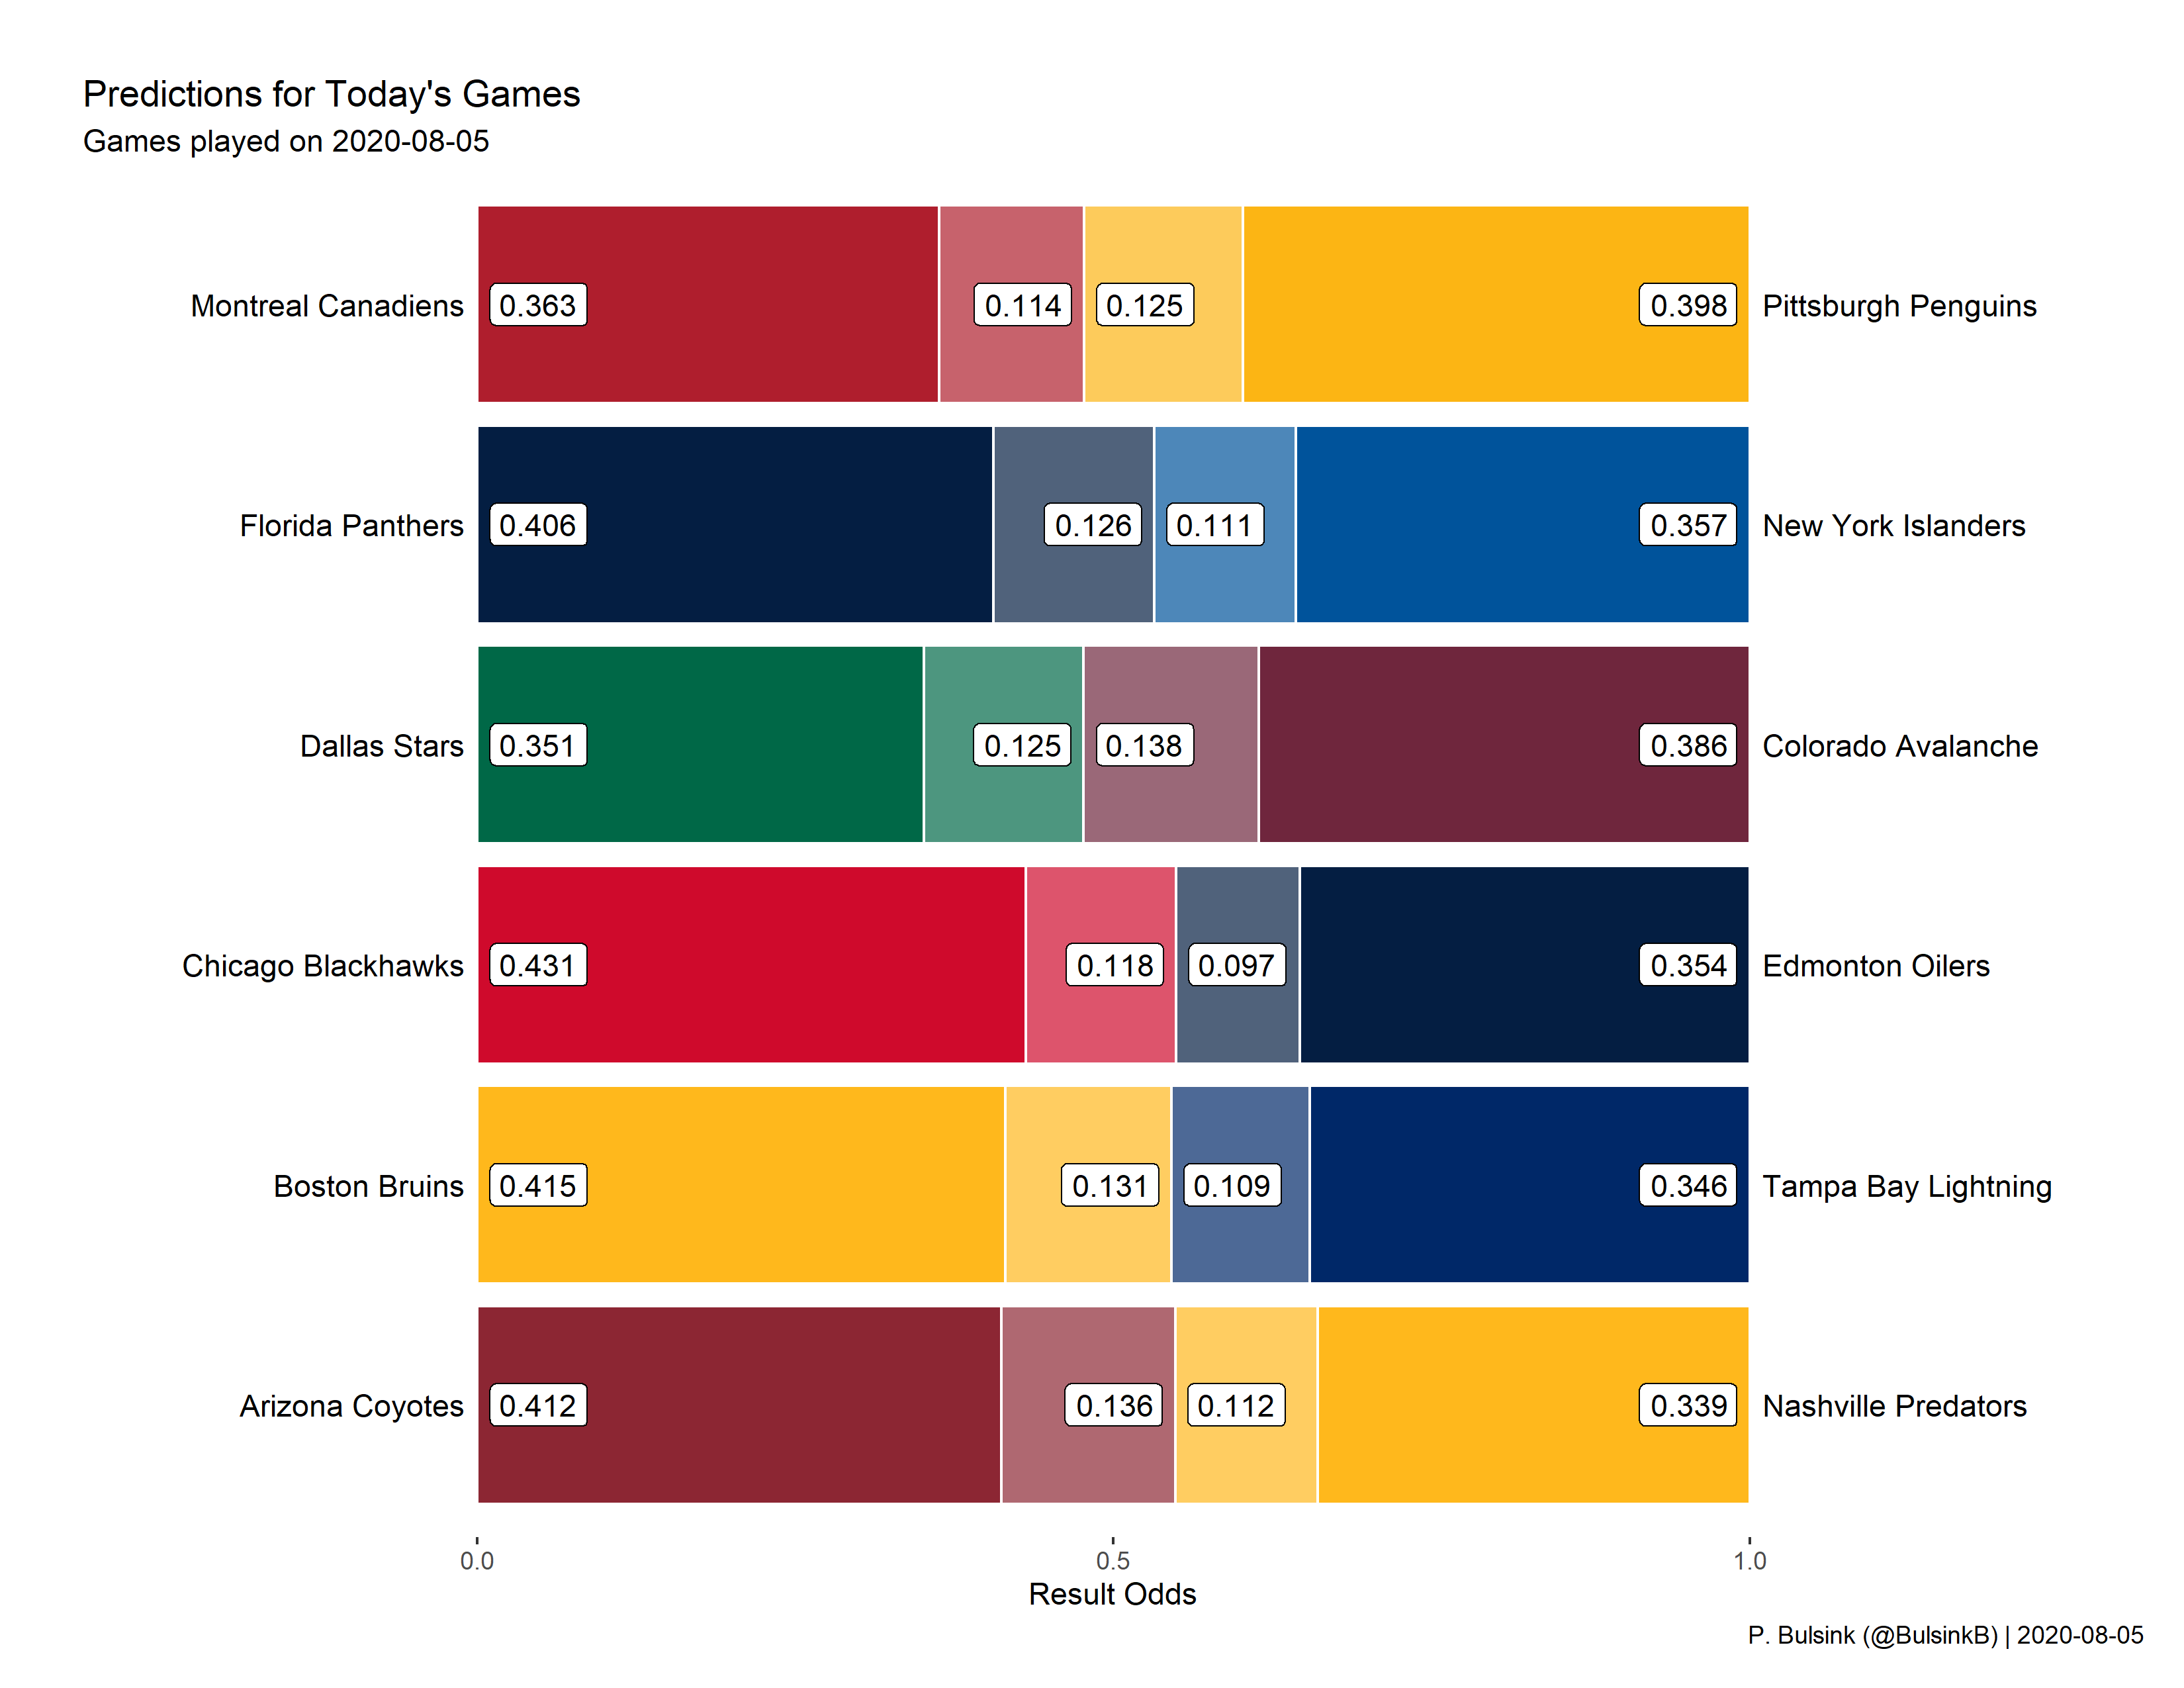 Predictions for Today's Games
Games played on 2020-08-05
Montreal Canadiens 0.363 0.114 0.125 0.398 Pittsburgh Penguins
Florida Panthers 0.406 0.126 0.111 0.357 New York Islanders
Dallas Stars 0.351 0.125 0.138 0.386 Colorado Avalanche
Chicago Blackhawks 0.431 0.118 0.097 0.354 Edmonton Oilers
Boston Bruins 0.415 0.131 0.109 0.346 Tampa Bay Lightning
Arizona Coyotes 0.412 0.136 0.112 0.339 Nashville Predators
0.0 0.5 1.0
Result Odds
P. Bulsink (@BulsinkB) | 2020-08-05